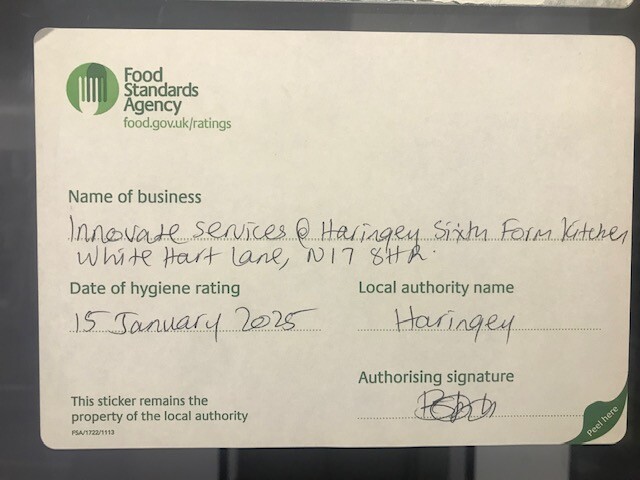 Food
Standards
Agency
food.gov.uk/ratings
Name of business
Innovate Services @ Haringey Sixth Form Kitchen
White Hart Lane, N17 8HR.
Date of hygiene rating
Local authority name
15 January 2025
Haringey
Authorising signature
This sticker remains the
property of the local authority
FSA/1722/1113
Peel here